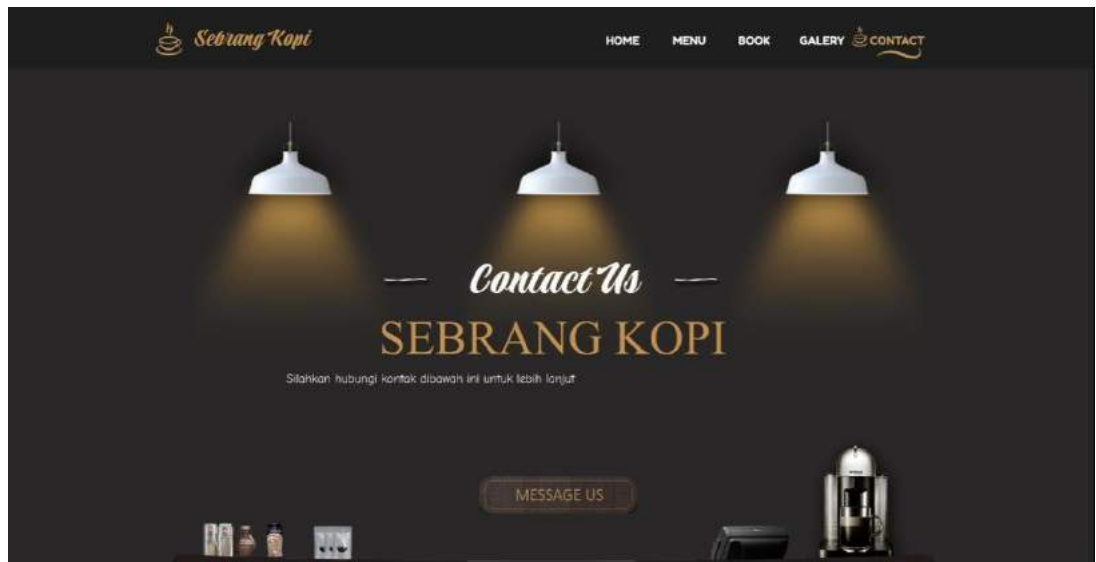 Sebrang Kopi
HOME MENU BOOK GALERY CONTACT
Contact Us
SEBRANG KOPI
Silahkan hubungi kontak dibawah ini untuk lebih lanjut
MESSAGE US